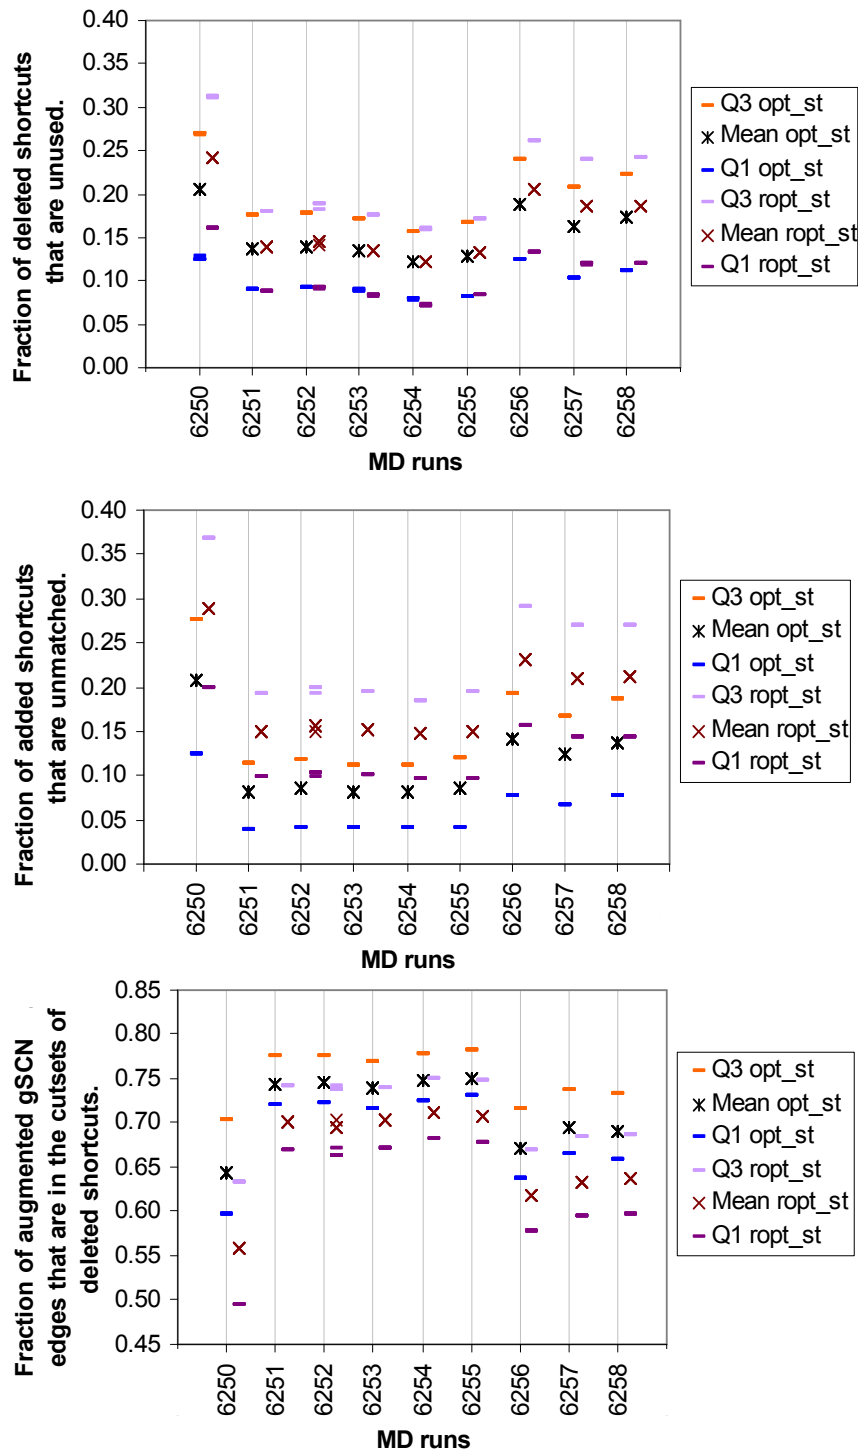 Fraction of deleted shortcuts
that are unused.
0.40
0.35
0.30
0.25
0.20
0.15
0.10
0.05
0.00
6250
6251
6252
6253
6254
6255
6256
6257
6258
MD runs
Q3 opt_st
Mean opt_st
Q1 opt_st
Q3 ropt_st
Mean ropt_st
Q1 ropt_st
Fraction of added shortcuts
that are unmatched.
0.40
0.35
0.30
0.25
0.20
0.15
0.10
0.05
0.00
6250
6251
6252
6253
6254
6255
6256
6257
6258
MD runs
Q3 opt_st
Mean opt_st
Q1 opt_st
Q3 ropt_st
Mean ropt_st
Q1 ropt_st
Fraction of augmented gSCN
edges that are in the cutsets of
deleted shortcuts.
0.85
0.80
0.75
0.70
0.65
0.60
0.55
0.50
0.45
6250
6251
6252
6253
6254
6255
6256
6257
6258
MD runs
Q3 opt_st
Mean opt_st
Q1 opt_st
Q3 ropt_st
Mean ropt_st
Q1 ropt_st